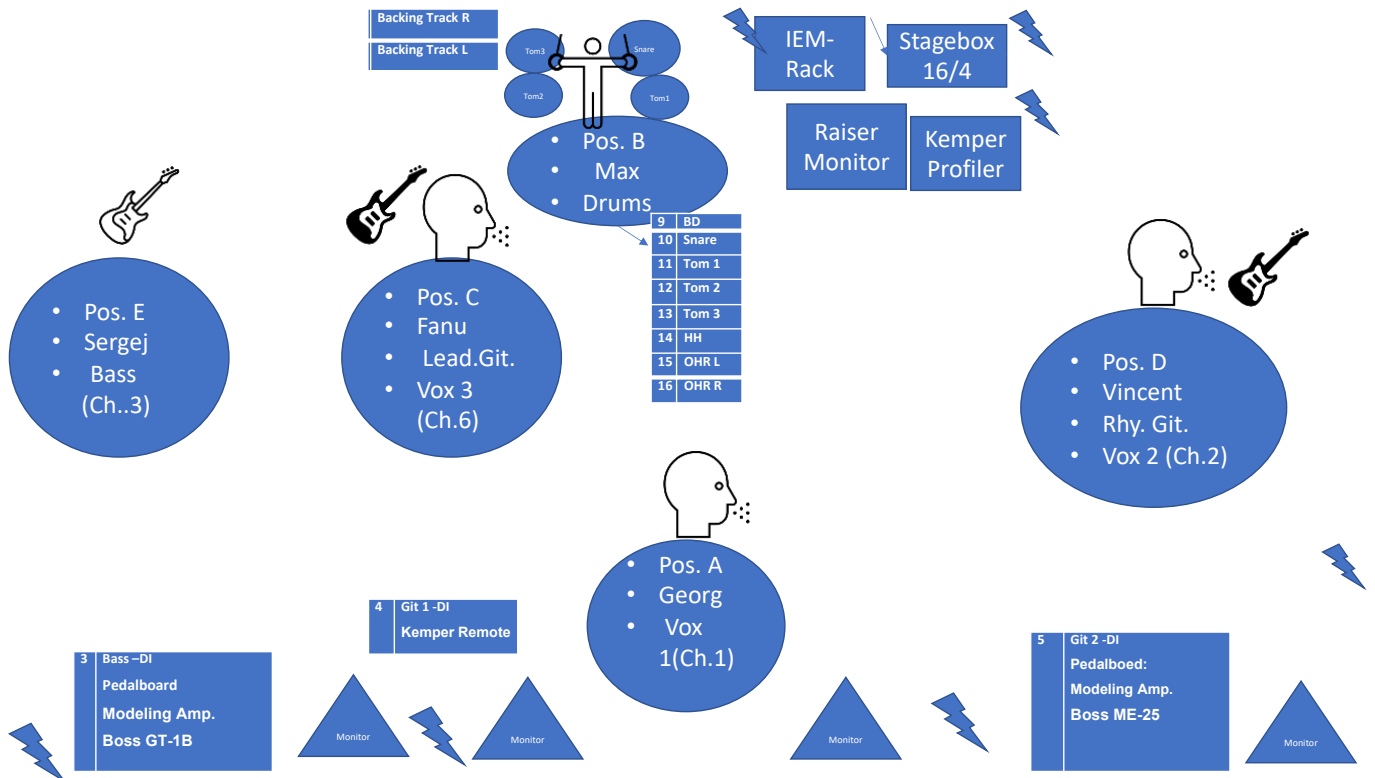 Backing Track R
Backing Track L
Tom3
Snare
Tom2
Tom1
IEM-
Rack
Stagebox
16/4
Raiser
Monitor
Kemper
Profiler
• Pos. B
• Max
• Drums
9 BD
10 Snare
11 Tom 1
12 Tom 2
13 Tom 3
14 HH
15 OHR L
16 OHR R
• Pos. E
• Sergej
• Bass
(Ch..3)
• Pos. C
• Fanu
• Lead.Git.
• Vox 3
(Ch.6)
• Pos. D
• Vincent
• Rhy. Git.
• Vox 2 (Ch.2)
• Pos. A
• Georg
• Vox
1(Ch.1)
4 Git 1 -DI
Kemper Remote
3 Bass –DI
Pedalboard
Modeling Amp.
Boss GT-1B
5 Git 2 -DI
Pedalboed:
Modeling Amp.
Boss ME-25
Monitor
Monitor
Monitor
Monitor